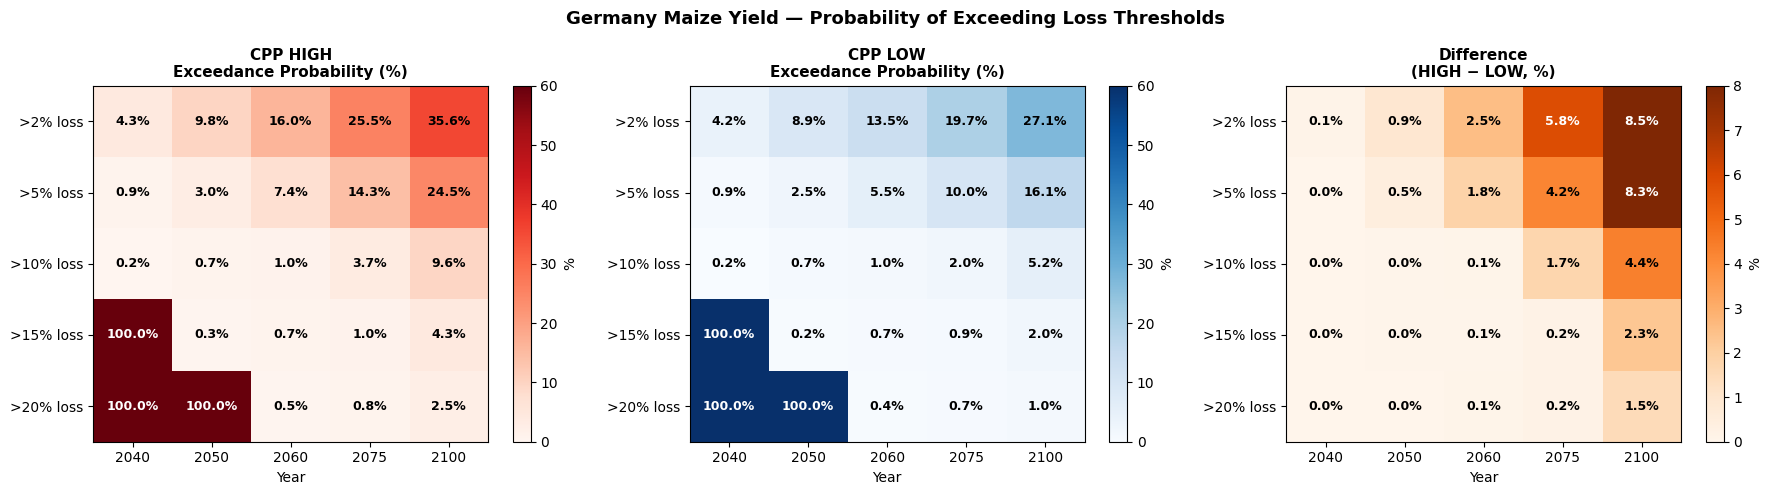 Germany Maize Yield — Probability of Exceeding Loss Thresholds
CPP HIGH
Exceedance Probability (%)
>2% loss 4.3% 9.8% 16.0% 25.5% 35.6%
>5% loss 0.9% 3.0% 7.4% 14.3% 24.5%
>10% loss 0.2% 0.7% 1.0% 3.7% 9.6%
>15% loss 100.0% 0.3% 0.7% 1.0% 4.3%
>20% loss 100.0% 100.0% 0.5% 0.8% 2.5%
2040 2050 2060 2075 2100
Year
60
50
40
30
20
10
0
%
CPP LOW
Exceedance Probability (%)
>2% loss 4.2% 8.9% 13.5% 19.7% 27.1%
>5% loss 0.9% 2.5% 5.5% 10.0% 16.1%
>10% loss 0.2% 0.7% 1.0% 2.0% 5.2%
>15% loss 100.0% 0.2% 0.7% 0.9% 2.0%
>20% loss 100.0% 100.0% 0.4% 0.7% 1.0%
2040 2050 2060 2075 2100
Year
60
50
40
30
20
10
0
%
Difference
(HIGH − LOW, %)
>2% loss 0.1% 0.9% 2.5% 5.8% 8.5%
>5% loss 0.0% 0.5% 1.8% 4.2% 8.3%
>10% loss 0.0% 0.0% 0.1% 1.7% 4.4%
>15% loss 0.0% 0.0% 0.1% 0.2% 2.3%
>20% loss 0.0% 0.0% 0.1% 0.2% 1.5%
2040 2050 2060 2075 2100
Year
8
7
6
5
4
3
2
1
0
%